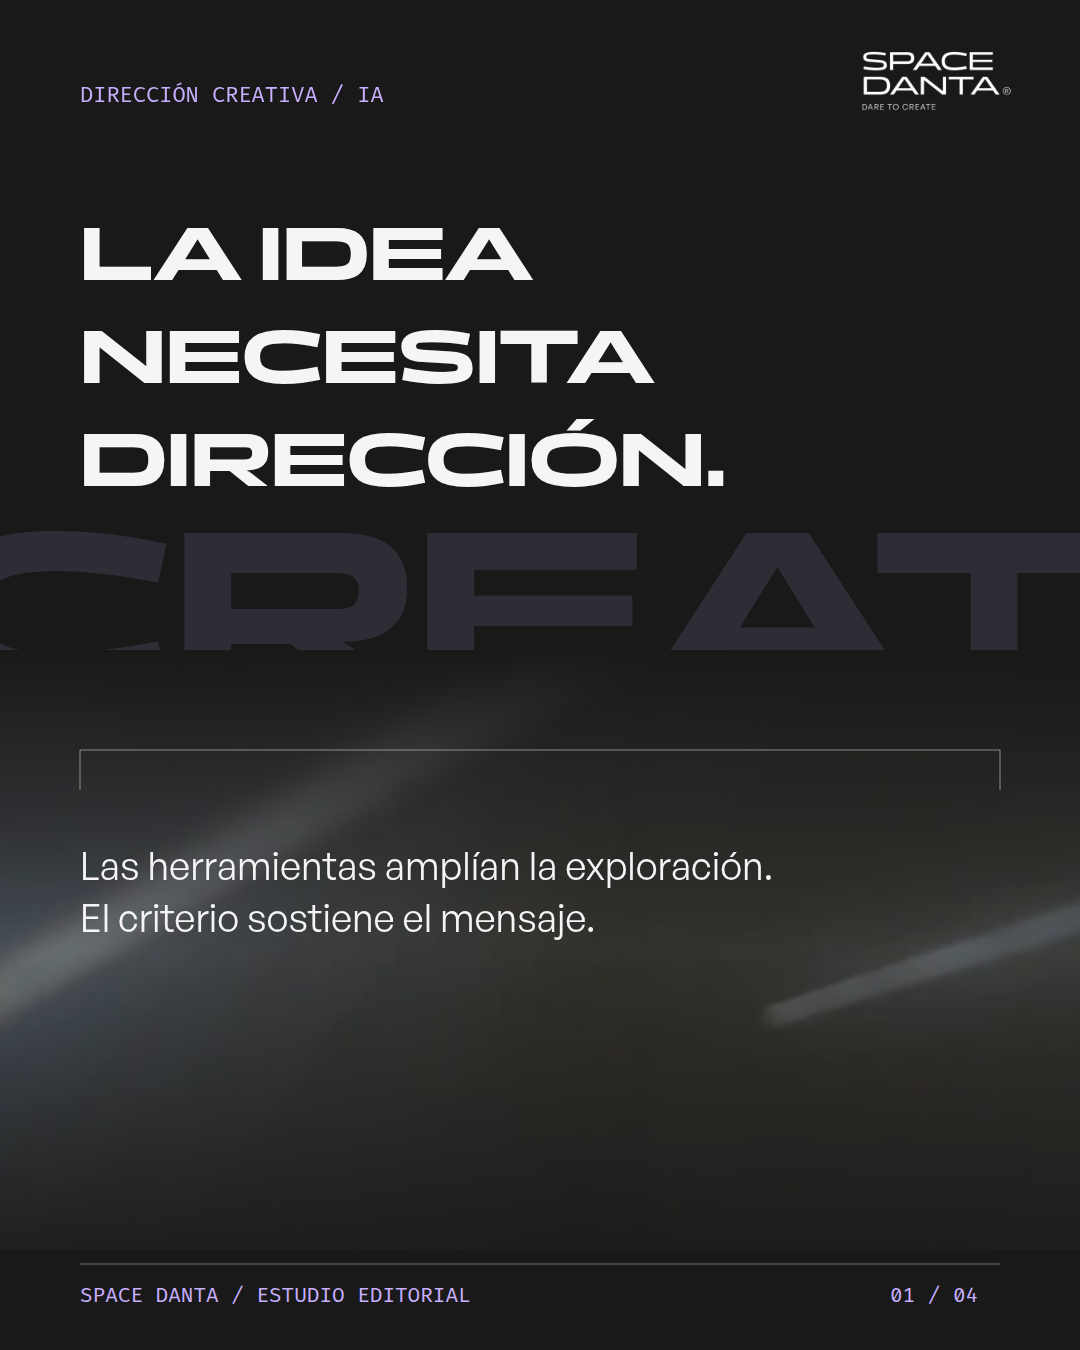 DIRECCIÓN CREATIVA / IA
SPACE
DANTA®
DARE TO CREATE
LA IDEA
NECESITA
DIRECCIÓN.
CREAT
Las herramientas amplían la exploración.
El criterio sostiene el mensaje.
SPACE DANTA / ESTUDIO EDITORIAL
01 / 04